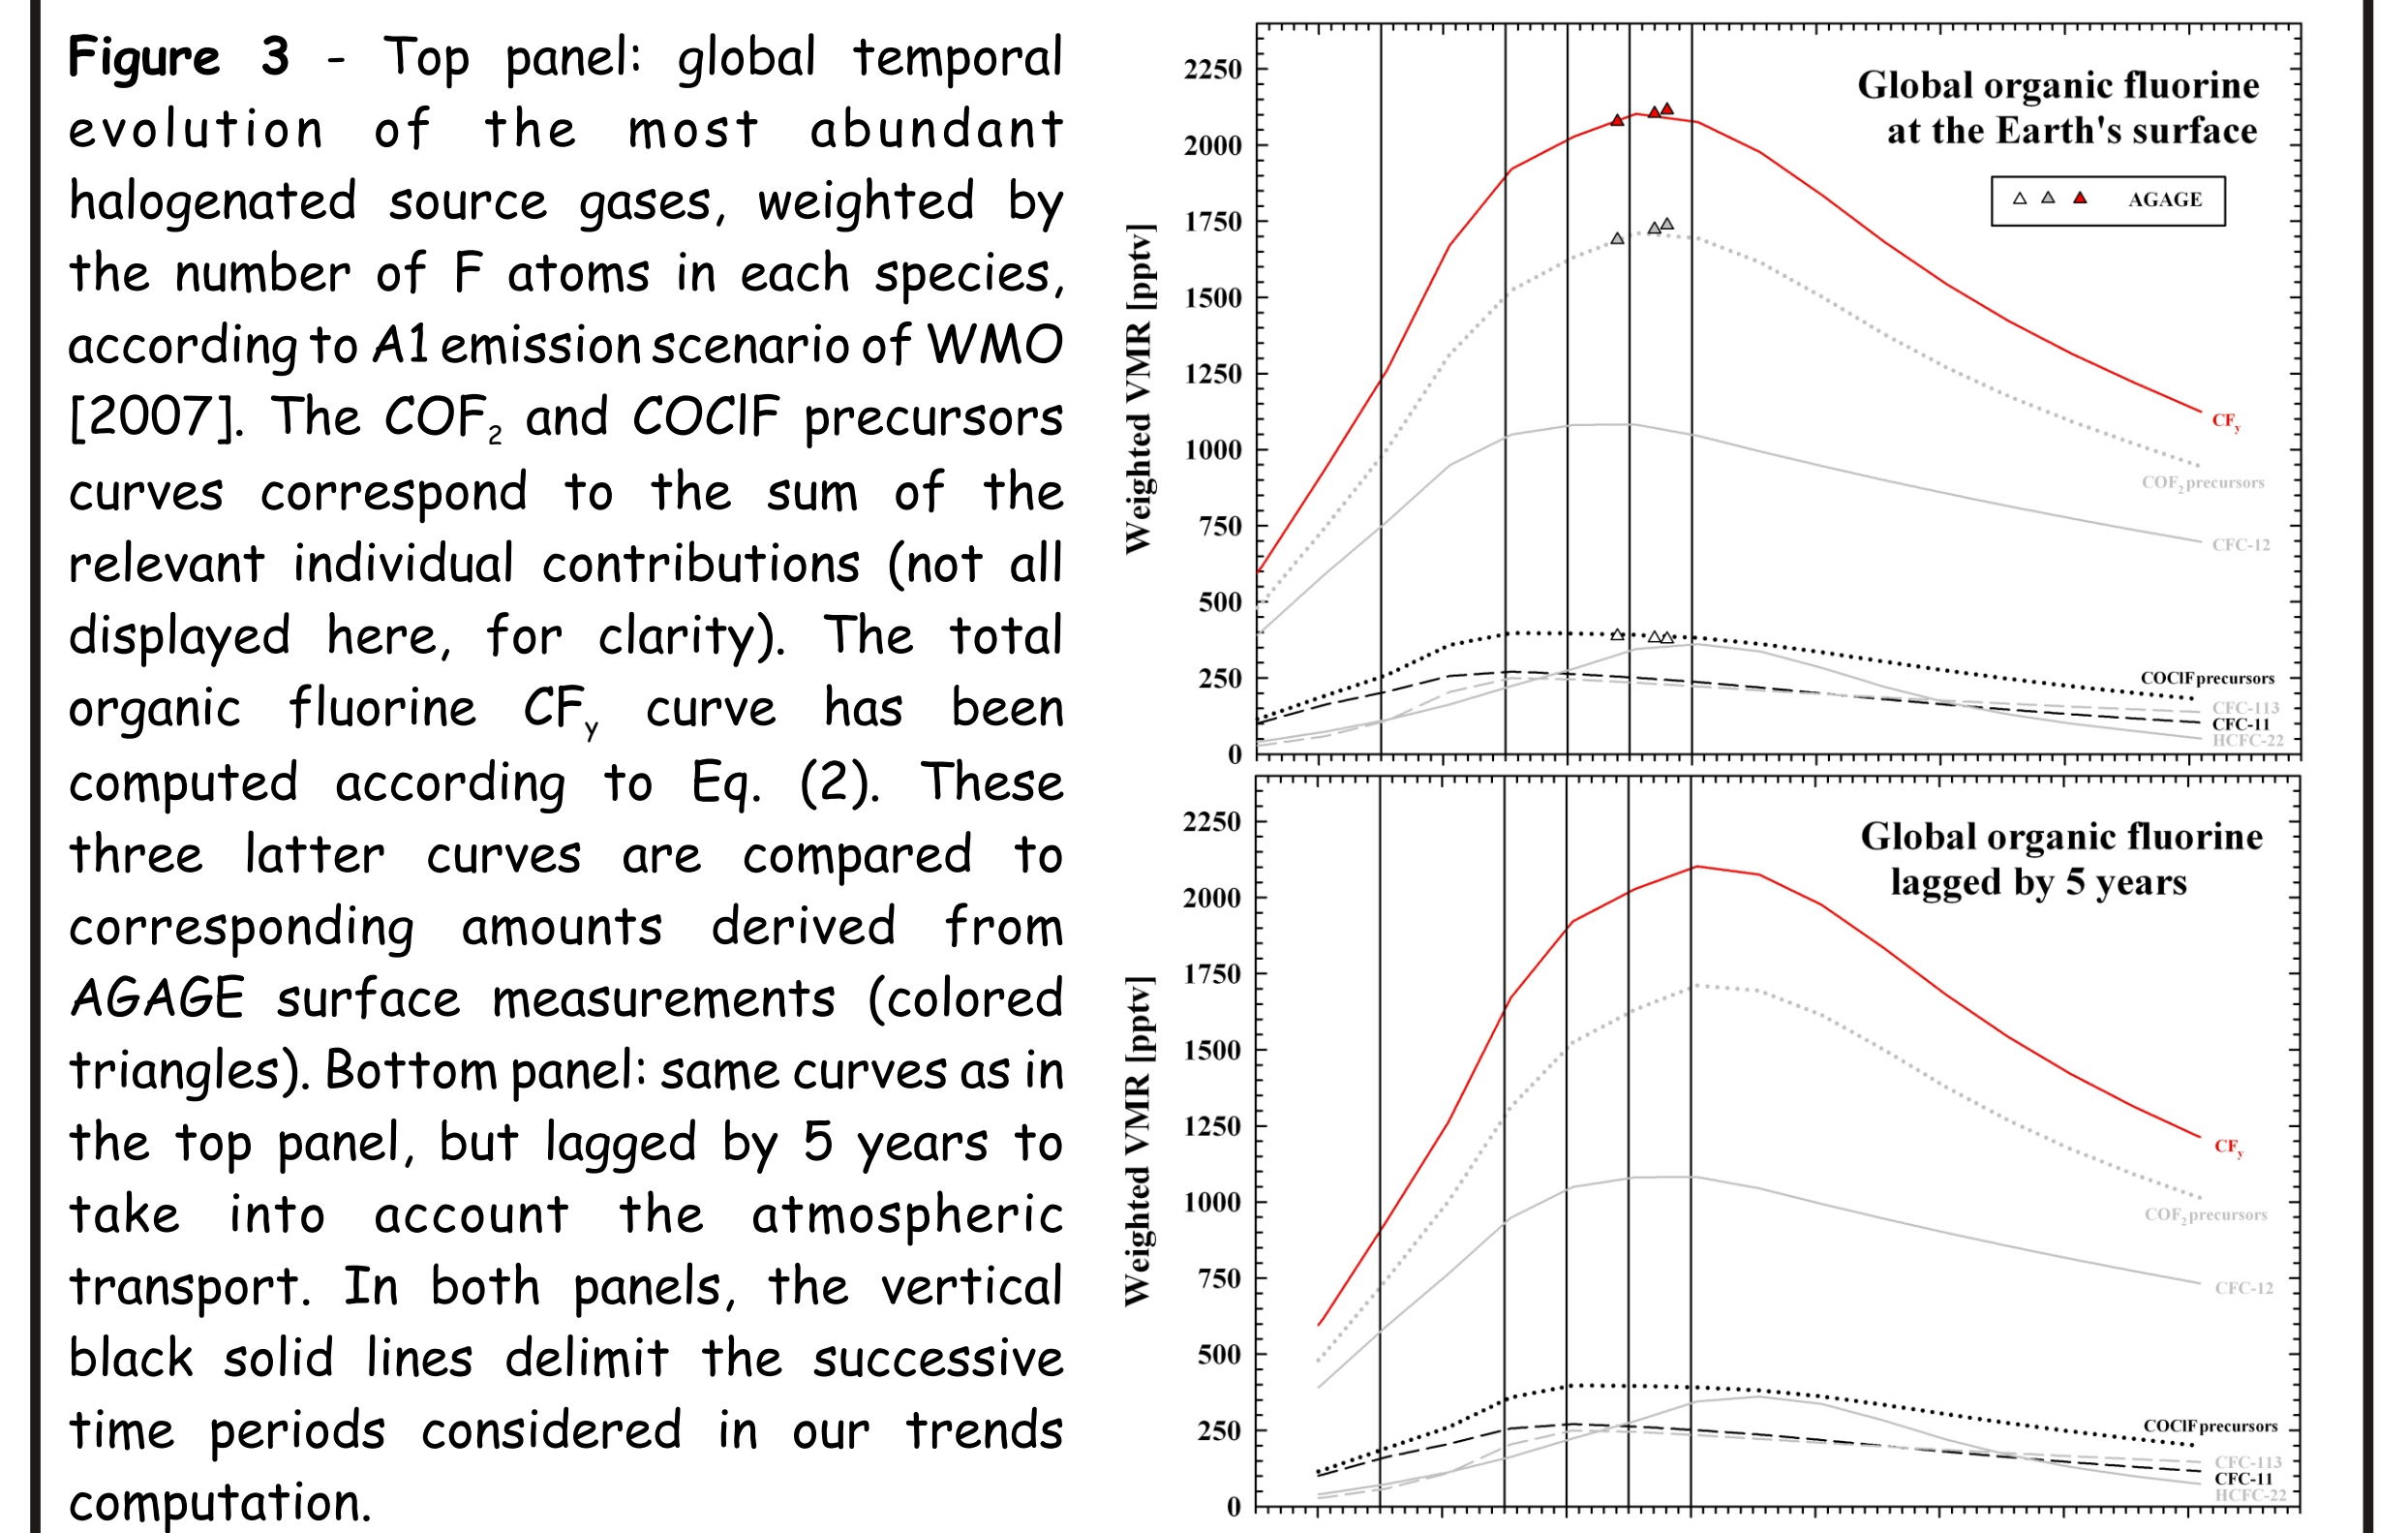 Figure 3 - Top panel: global temporal
evolution of the most abundant
halogenated source gases, weighted by
the number of F atoms in each species,
according to A1 emission scenario of WMO
[2007]. The COF2 and COClF precursors
curves correspond to the sum of the
relevant individual contributions (not all
displayed here, for clarity). The total
organic fluorine CFy curve has been
computed according to Eq. (2). These
three latter curves are compared to
corresponding amounts derived from
AGAGE surface measurements (colored
triangles). Bottom panel: same curves as in
the top panel, but lagged by 5 years to
take into account the atmospheric
transport. In both panels, the vertical
black solid lines delimit the successive
time periods considered in our trends
computation.
Weighted VMR [pptv]
2250
2000
1750
1500
1250
1000
750
500
250
0
Global organic fluorine
at the Earth's surface
AGAGE
CFy
COF2 precursors
CFC-12
COClF precursors
CFC-113
CFC-11
HCFC-22
Weighted VMR [pptv]
2250
2000
1750
1500
1250
1000
750
500
250
0
Global organic fluorine
lagged by 5 years
CFy
COF2 precursors
CFC-12
COClF precursors
CFC-113
CFC-11
HCFC-22